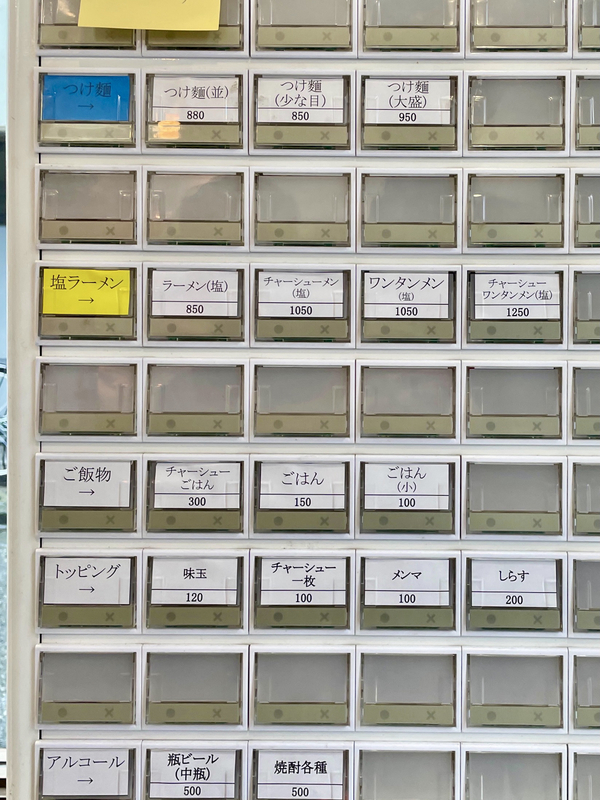 つけ麺
→
つけ麺(並)
880
つけ麺
(少な目)
850
つけ麺
(大盛)
950
塩ラーメン
→
ラーメン(塩)
850
チャーシューメン
(塩)
1050
ワンタンメン
(塩)
1050
チャーシュー
ワンタンメン(塩)
1250
ご飯物
→
チャーシュー
ごはん
300
ごはん
150
ごはん
(小)
100
トッピング
→
味玉
120
チャーシュー
一枚
100
メンマ
100
しらす
200
アルコール
→
瓶ビール
(中瓶)
500
焼酎各種
500